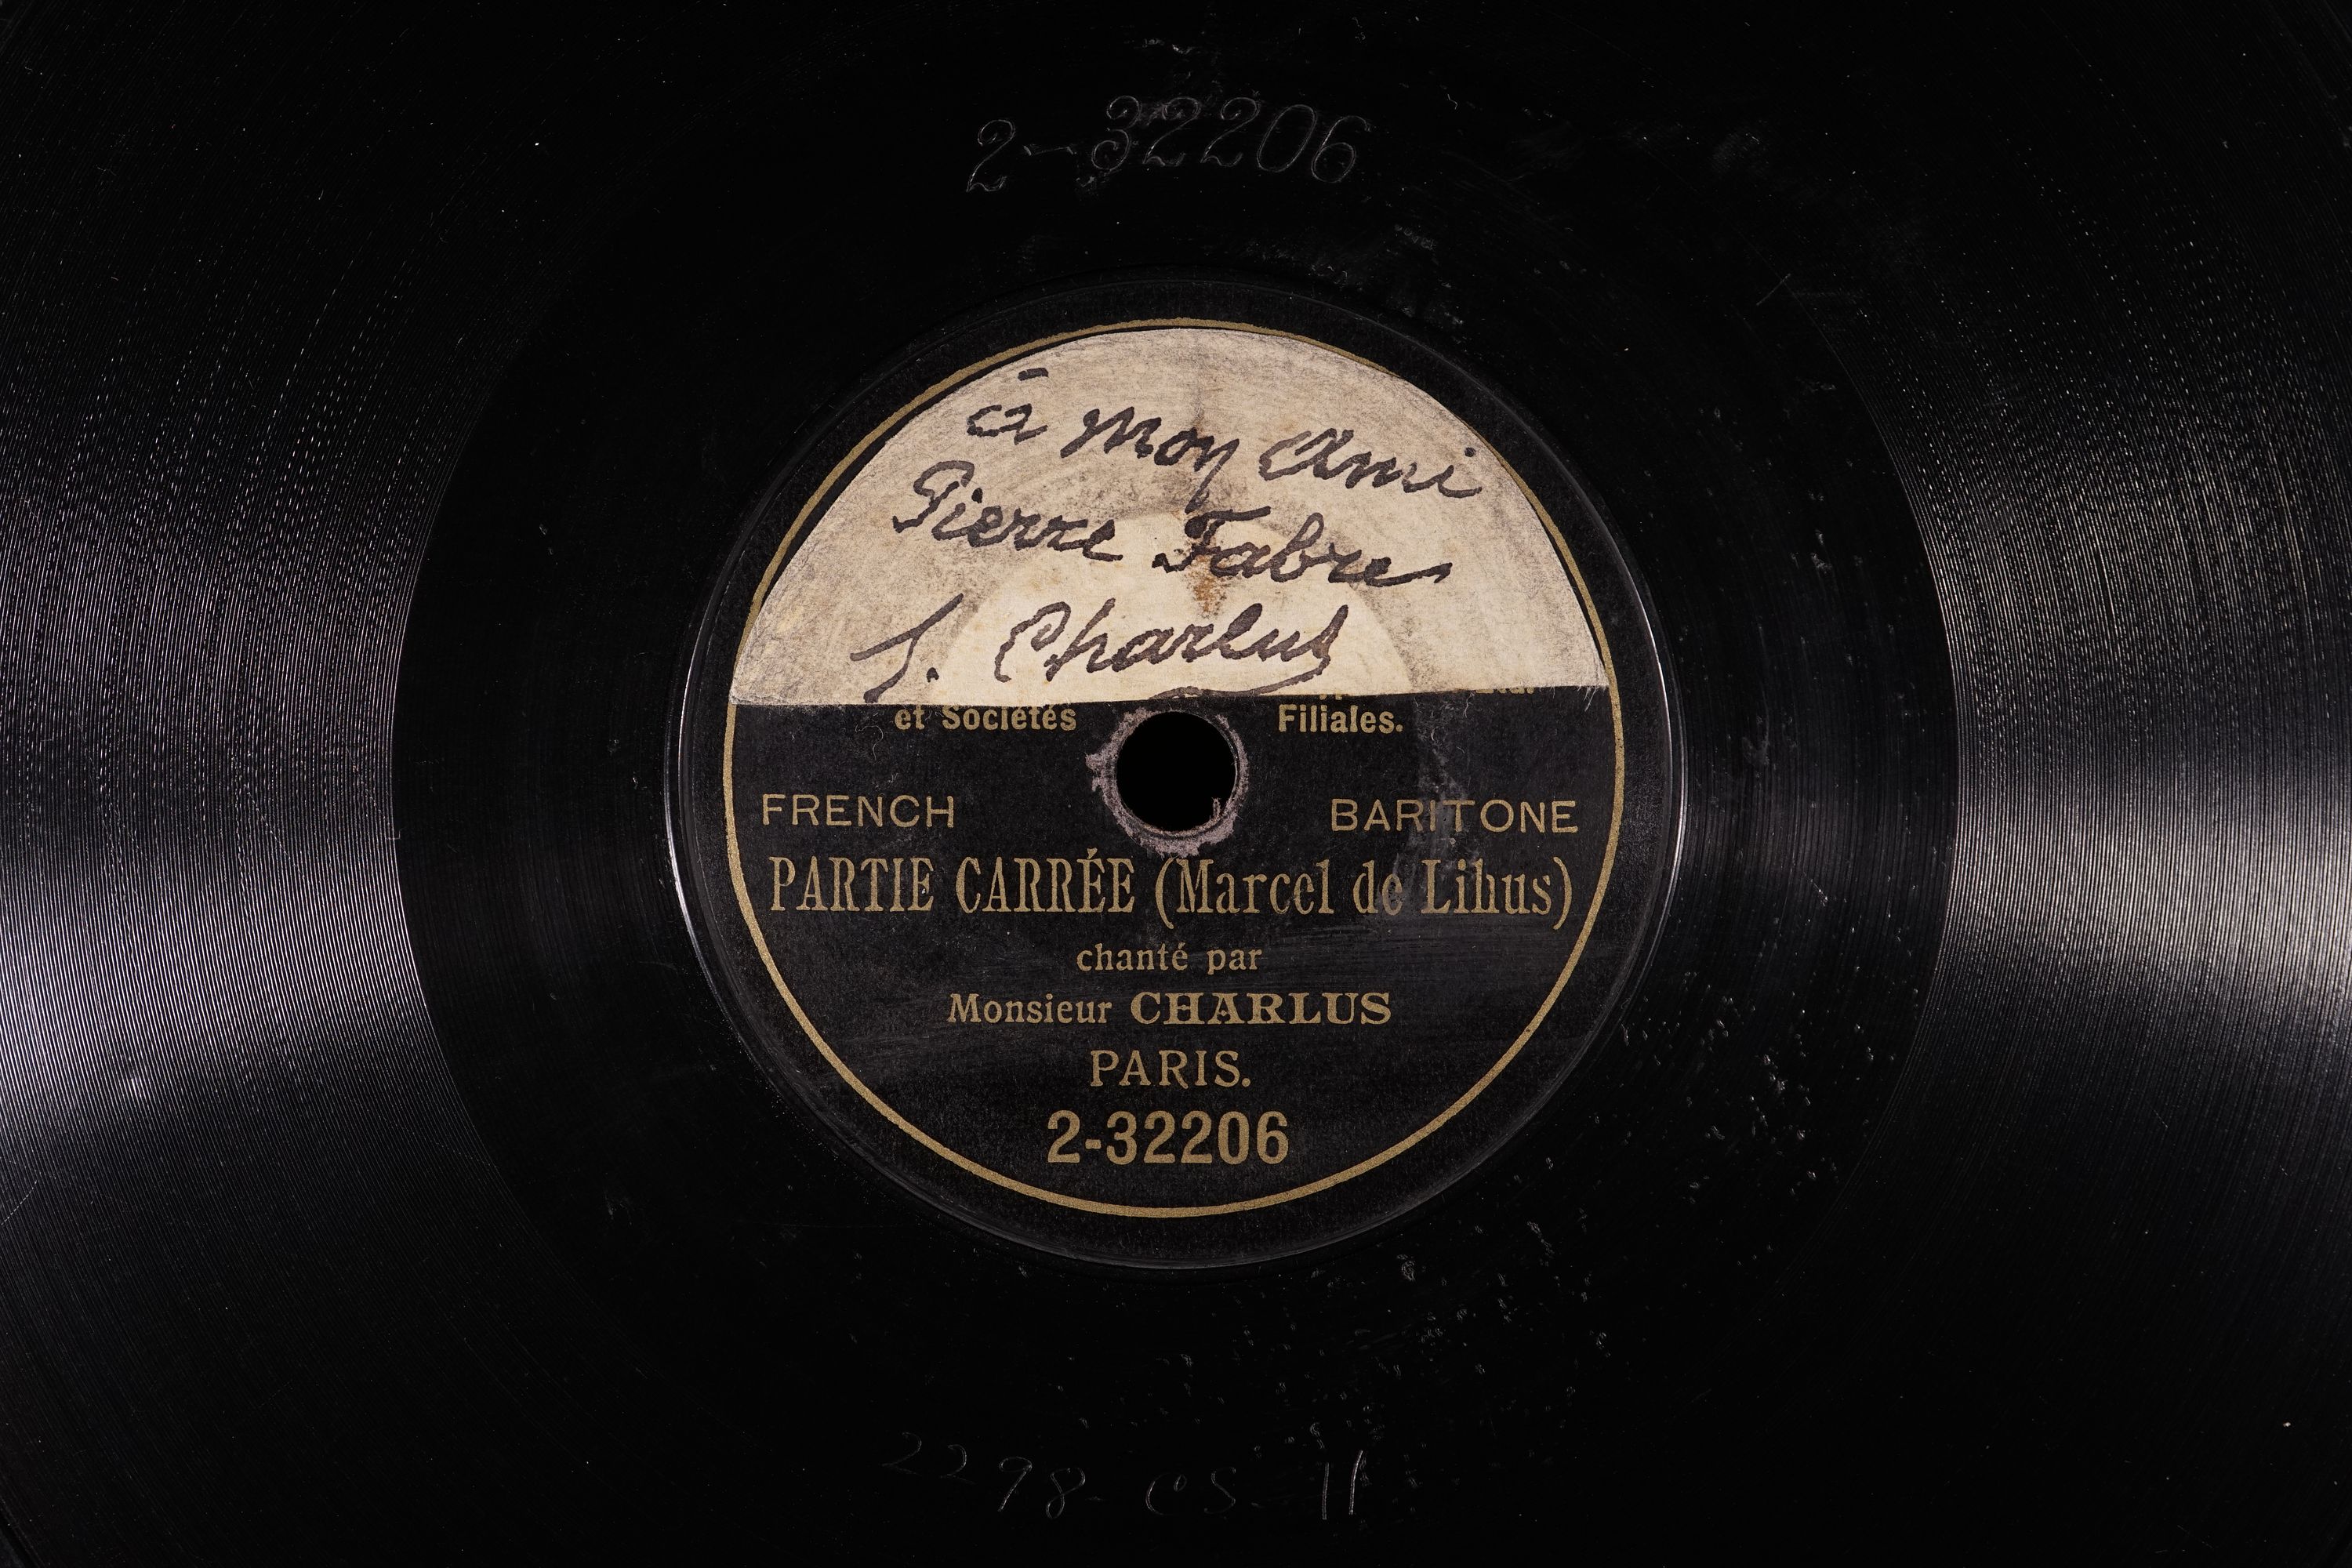 2-32206
à mon Ami
Pierre Fabre
J. Charlus
et Sociétés Filiales.
FRENCH BARITONE
PARTIE CARRÉE (Marcel de Lihus)
chanté par
Monsieur CHARLUS
PARIS.
2-32206
2298